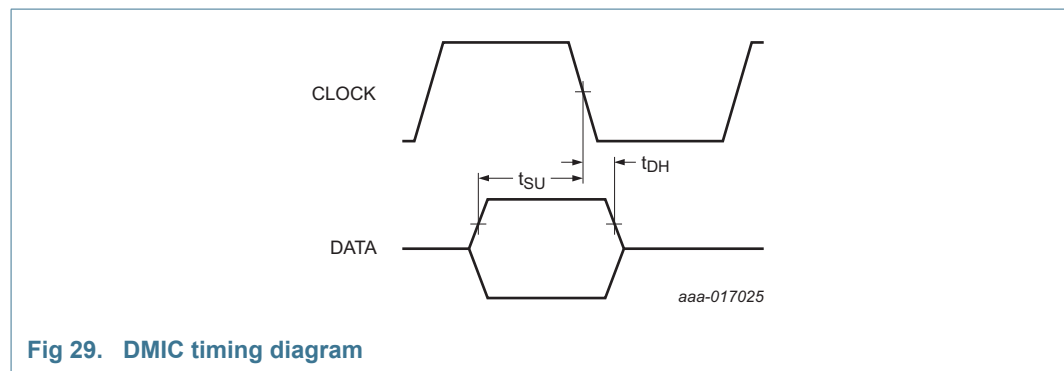 CLOCK
tDH
tSU
DATA
aaa-017025
Fig 29. DMIC timing diagram